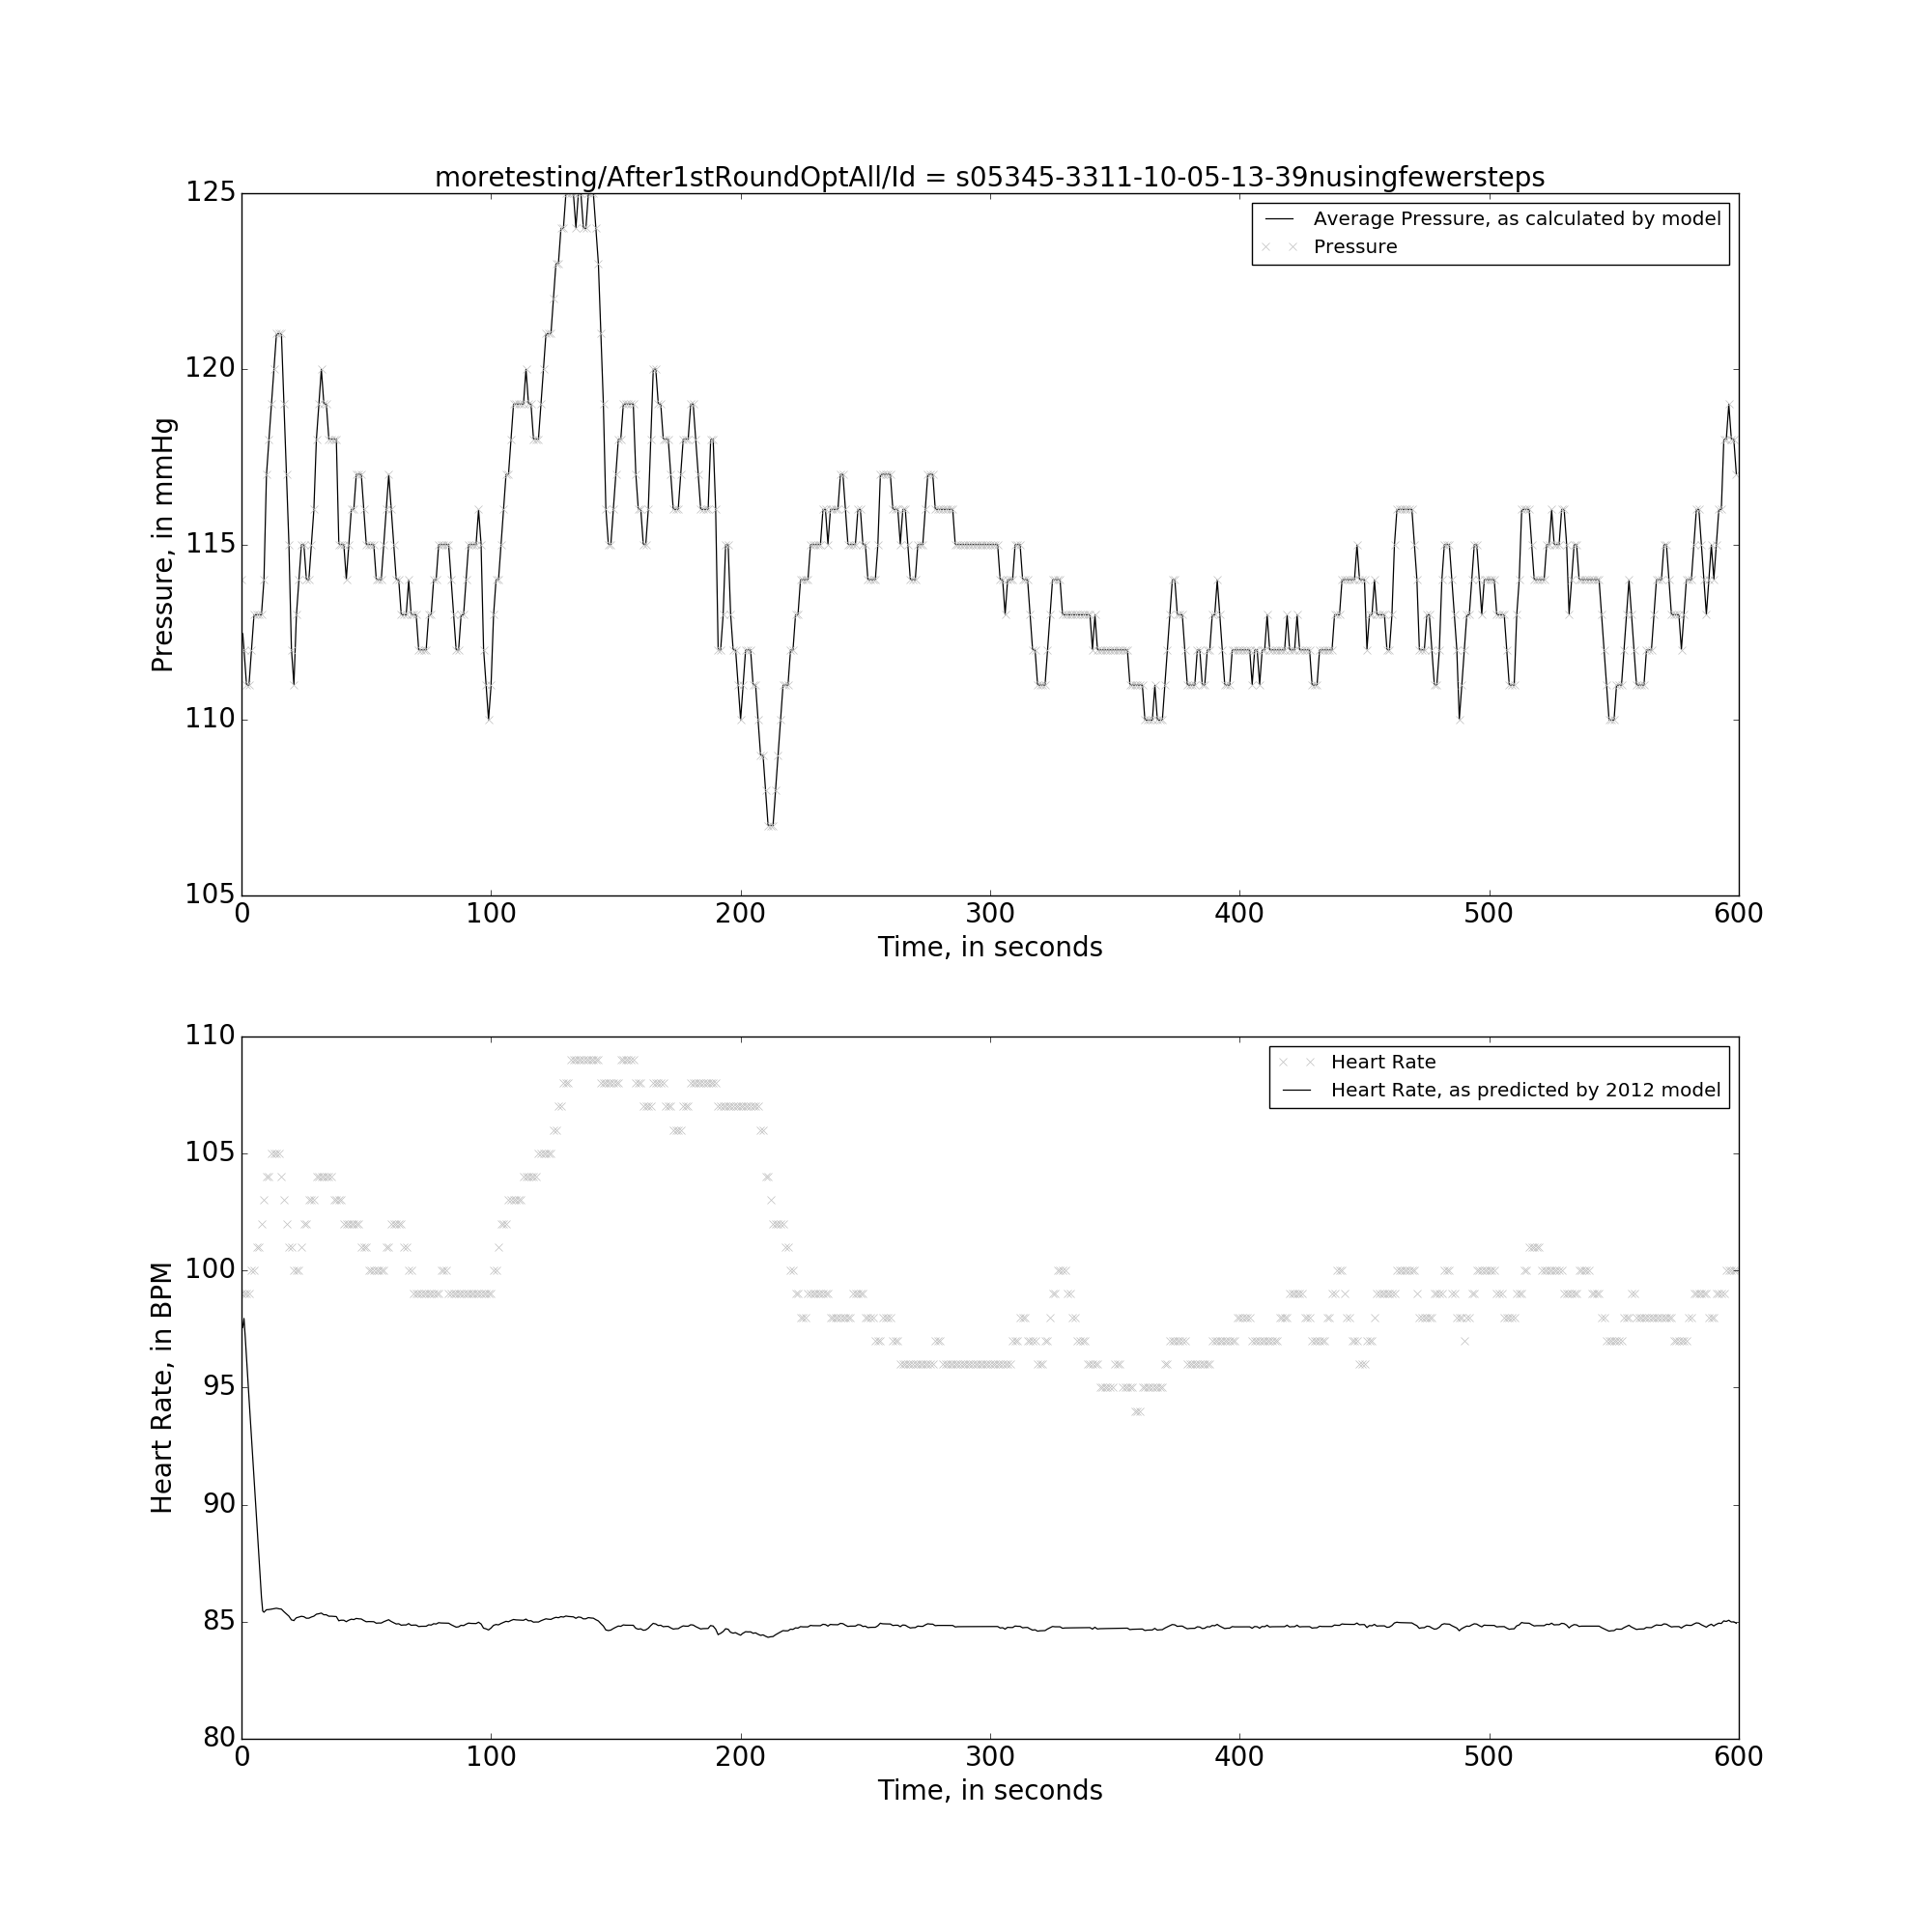 moretesting/After1stRoundOptAll/Id = s05345-3311-10-05-13-39nusingfewersteps
125
120
115
110
105
Pressure, in mmHg
Average Pressure, as calculated by model
Pressure
0 100 200 300 400 500 600
Time, in seconds
110
105
100
95
90
85
80
Heart Rate, in BPM
Heart Rate
Heart Rate, as predicted by 2012 model
0 100 200 300 400 500 600
Time, in seconds